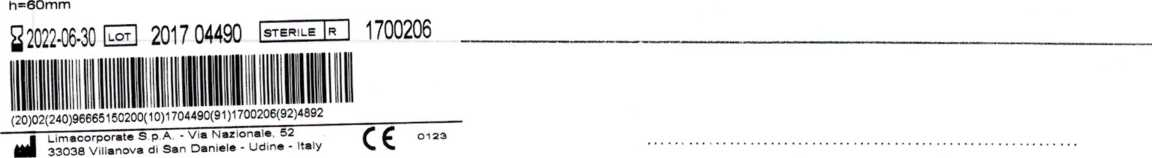 h=60mm
2022-06-30 LOT 2017 04490 STERILE R 1700206
(20)02(240)96665150200(10)1704490(91)1700206(92)4892
Limacorporate S.p.A. - Via Nazionale, 52
33038 Villanova di San Daniele - Udine - Italy
CE 0123